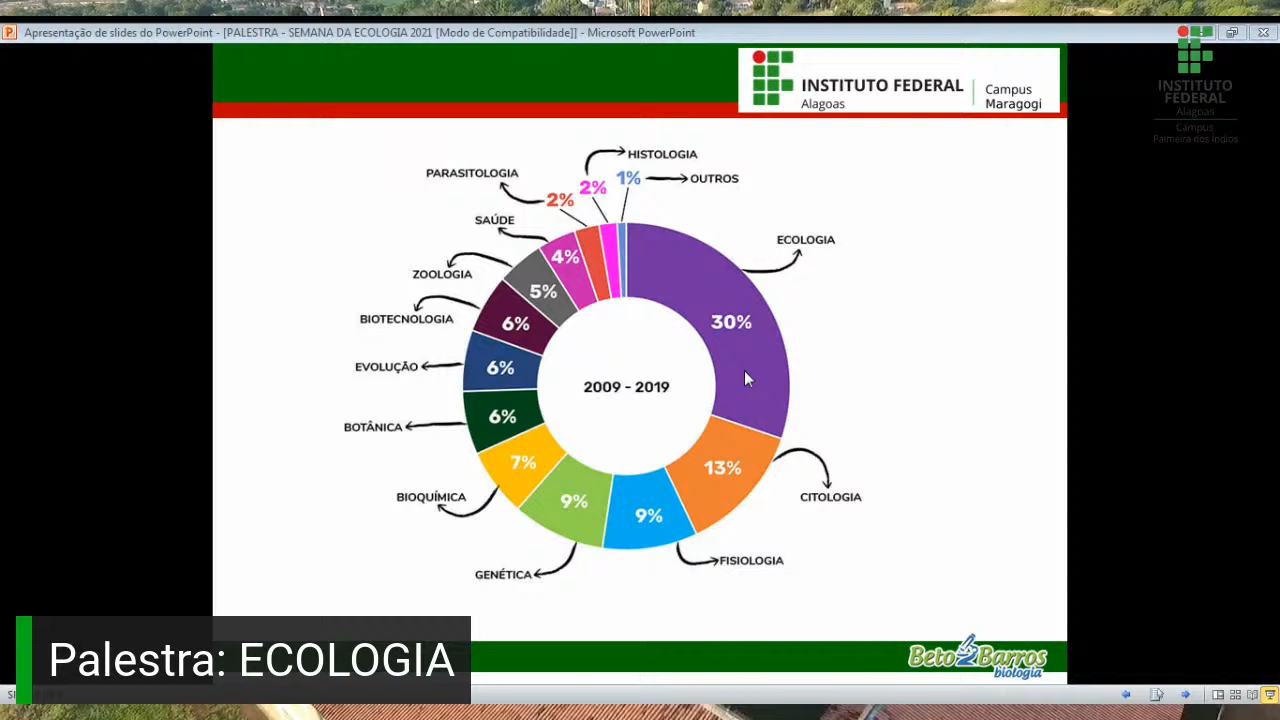 Apresentação de slides do PowerPoint - [PALESTRA - SEMANA DA ECOLOGIA 2021 [Modo de Compatibilidade]] - Microsoft PowerPoint
INSTITUTO FEDERAL
Alagoas
Campus
Maragogi
INSTITUTO
FEDERAL
Alagoas
Campus
Palmeira dos Índios
HISTOLOGIA
PARASITOLOGIA
2%
2%
1%
OUTROS
SAÚDE
4%
ECOLOGIA
30%
ZOOLOGIA
5%
BIOTECNOLOGIA
6%
EVOLUÇÃO
6%
2009 - 2019
BOTÂNICA
6%
BIOQUÍMICA
7%
13%
CITOLOGIA
9%
9%
GENÉTICA
FISIOLOGIA
Palestra: ECOLOGIA
Beto Barros
biologia